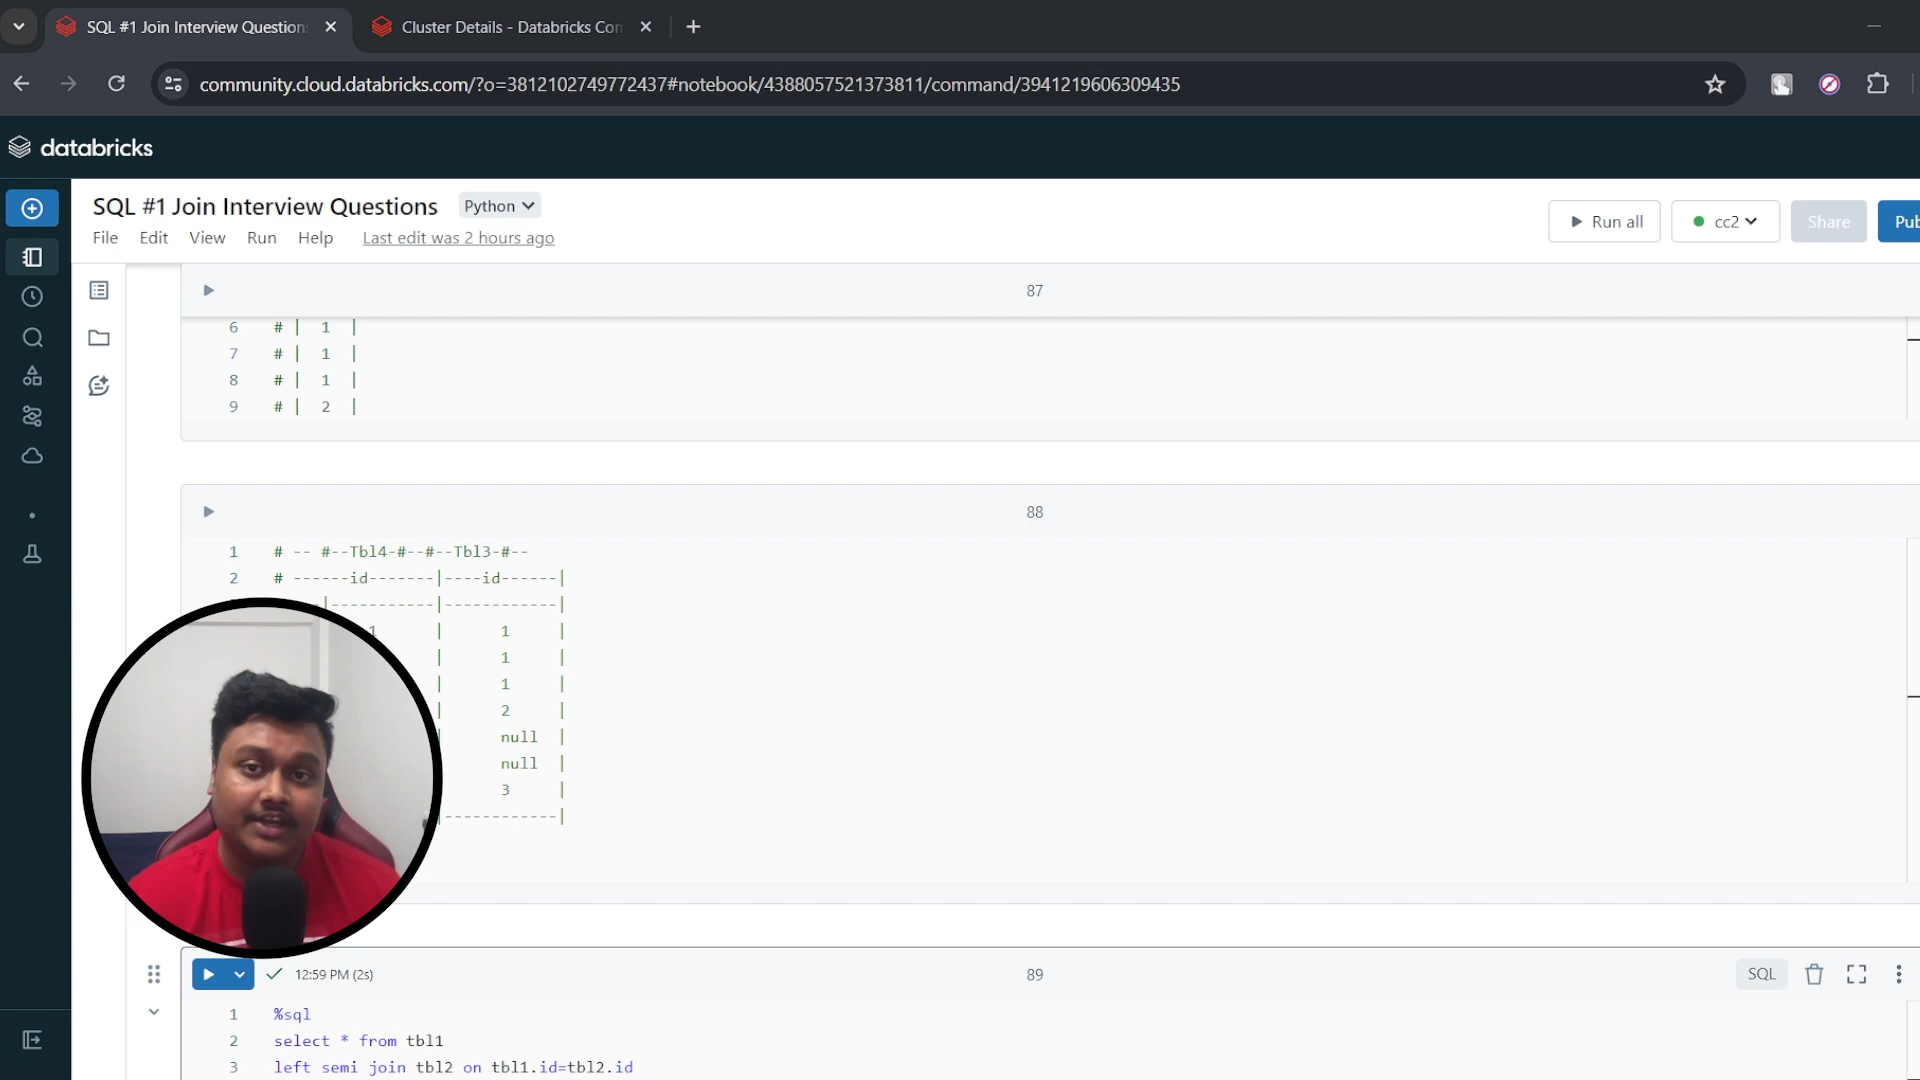 SQL #1 Join Interview Question
Cluster Details - Databricks Com
community.cloud.databricks.com/?o=3812102749772437#notebook/4388057521373811/command/3941219606309435
databricks
SQL #1 Join Interview Questions Python
File Edit View Run Help Last edit was 2 hours ago
Run all cc2 Share Pub
87
6 # | 1 |
7 # | 1 |
8 # | 1 |
9 # | 2 |
88
1 # -- #--Tbl4-#--#--Tbl3-#--
2 # ------id-------|----id------|
|-----------|------------|
1 | 1 |
| 1 |
| 1 |
| 2 |
null |
null |
3 |
|------------|
12:59 PM (2s) 89 SQL
1 %sql
2 select * from tbl1
3 left semi join tbl2 on tbl1.id=tbl2.id